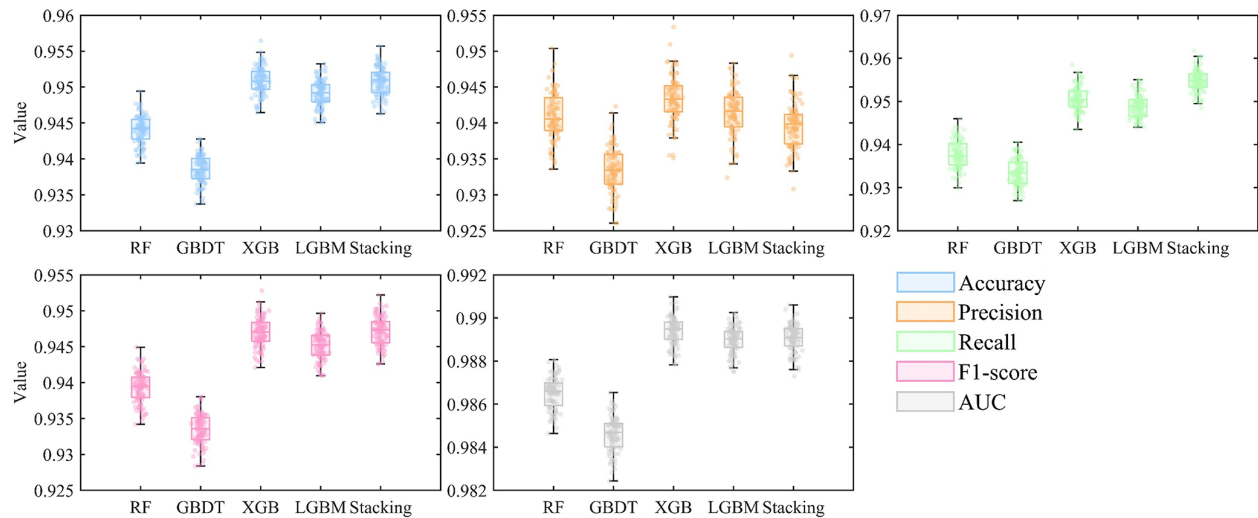 0.96
0.955
0.95
0.945
0.94
0.935
0.93
Value
RF GBDT XGB LGBM Stacking
0.955
0.95
0.945
0.94
0.935
0.93
0.925
RF GBDT XGB LGBM Stacking
0.97
0.96
0.95
0.94
0.93
0.92
RF GBDT XGB LGBM Stacking
0.955
0.95
0.945
0.94
0.935
0.93
0.925
Value
RF GBDT XGB LGBM Stacking
0.992
0.99
0.988
0.986
0.984
0.982
RF GBDT XGB LGBM Stacking
Accuracy
Precision
Recall
F1-score
AUC